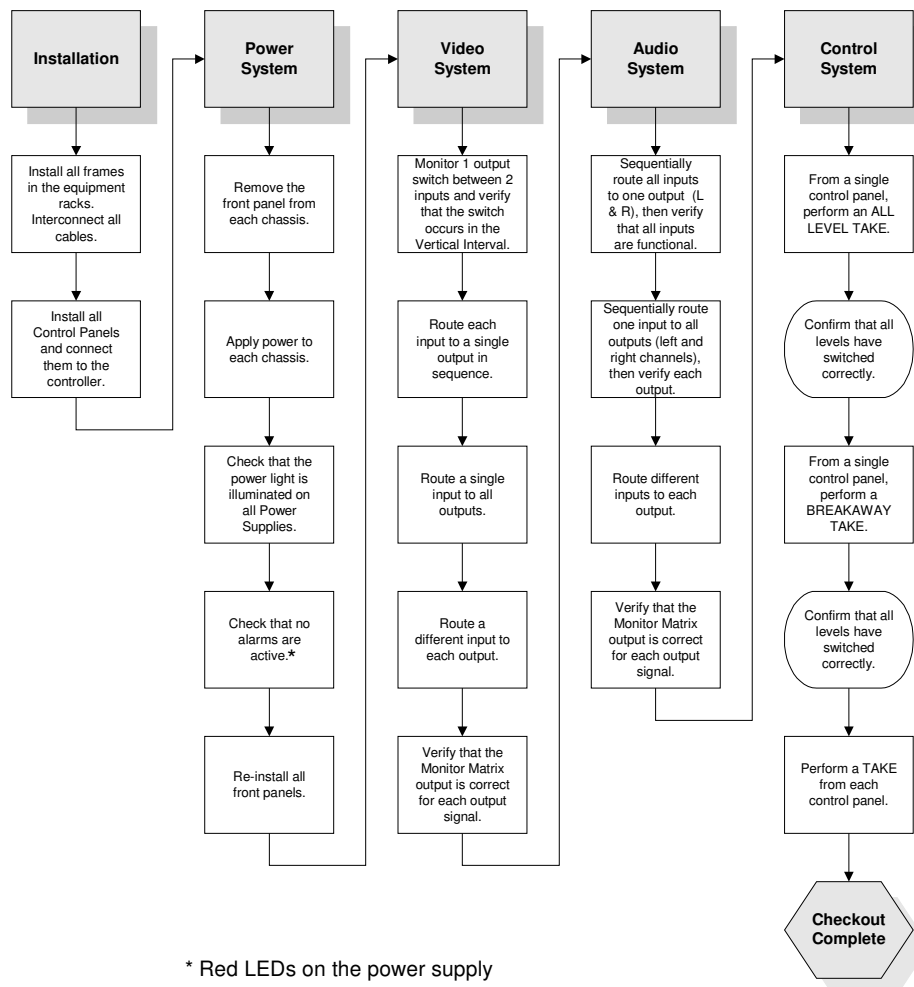 Installation
Install all frames
in the equipment
racks.
Interconnect all
cables.
Install all
Control Panels
and connect
them to the
controller.
Power
System
Remove the
front panel from
each chassis.
Apply power to
each chassis.
Check that the
power light is
illuminated on
all Power
Supplies.
Check that no
alarms are
active.*
Re-install all
front panels.
Video
System
Monitor 1 output
switch between 2
inputs and verify
that the switch
occurs in the
Vertical Interval.
Route each
input to a single
output in
sequence.
Route a single
input to all
outputs.
Route a
different input to
each output.
Verify that the
Monitor Matrix
output is correct
for each output
signal.
Audio
System
Sequentially
route all inputs
to one output (L
& R), then verify
that all inputs
are functional.
Sequentially route
one input to all
outputs (left and
right channels),
then verify each
output.
Route different
inputs to each
output.
Verify that the
Monitor Matrix
output is correct
for each output
signal.
Control
System
From a single
control panel,
perform an ALL
LEVEL TAKE.
Confirm that all
levels have
switched
correctly.
From a single
control panel,
perform a
BREAKAWAY
TAKE.
Confirm that all
levels have
switched
correctly.
Perform a TAKE
from each
control panel.
Checkout
Complete
* Red LEDs on the power supply